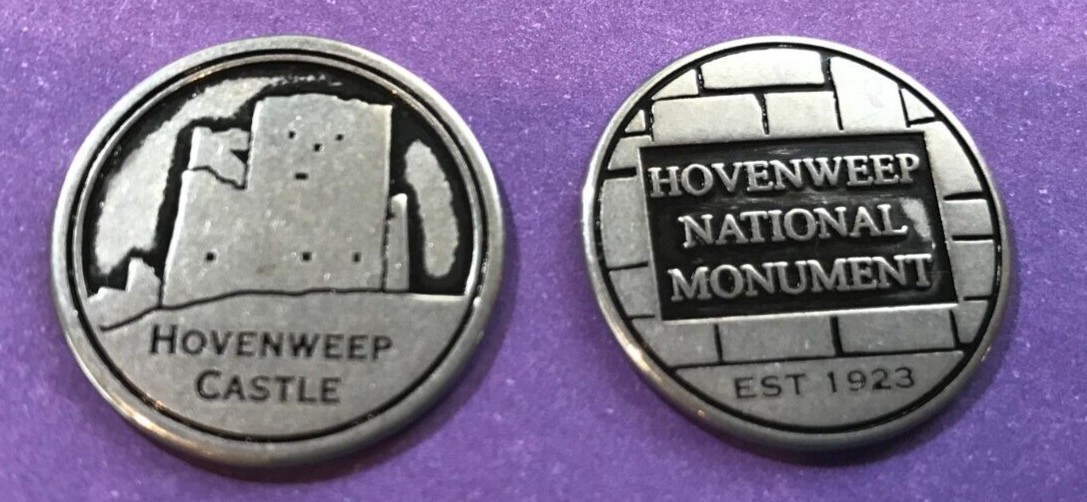 HOVENWEEP
CASTLE
HOVENWEEP
NATIONAL
MONUMENT
EST 1923